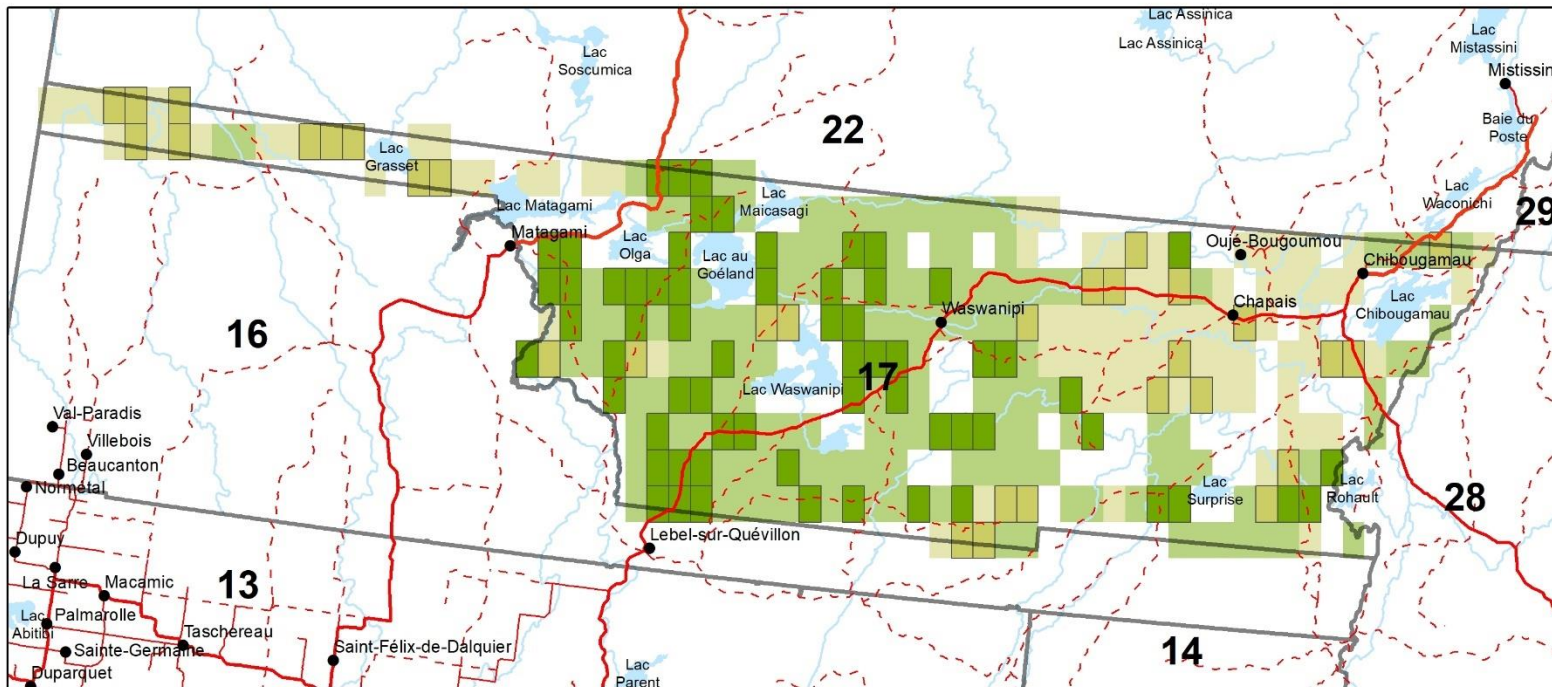 Lac Assinica
Lac
Soscumica
Lac Assinica
Lac
Mistassini
Mistissin
22
Baie du
Poste
Lac
Grasset
Lac
Waconichi
29
Lac Matagami
Lac
Maicasagi
Matagami
Lac
Olga
Lac au
Goéland
Oujé-Bougoumou
Chibougamau
Lac
Chibougamau
Waswanipi
Chapais
16
17
Lac Waswanipi
Val-Paradis
Villebois
Beaucanton
Normétal
Lac
Surprise
Lac
Rohault
28
Dupuy
Lebel-sur-Quévillon
La Sarre
Macamic
13
Lac
Abitibi
Palmarolle
Taschereau
Sainte-Germaine
Saint-Félix-de-Dalquier
14
Duparquet
Lac
Parent